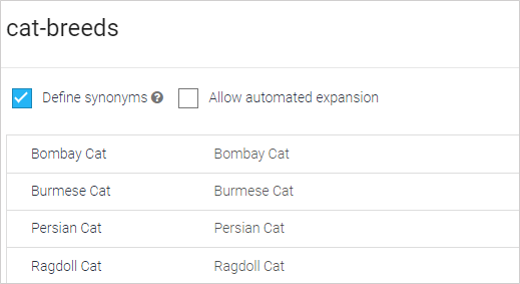 cat-breeds
Define synonyms ? Allow automated expansion
Bombay Cat Bombay Cat
Burmese Cat Burmese Cat
Persian Cat Persian Cat
Ragdoll Cat Ragdoll Cat